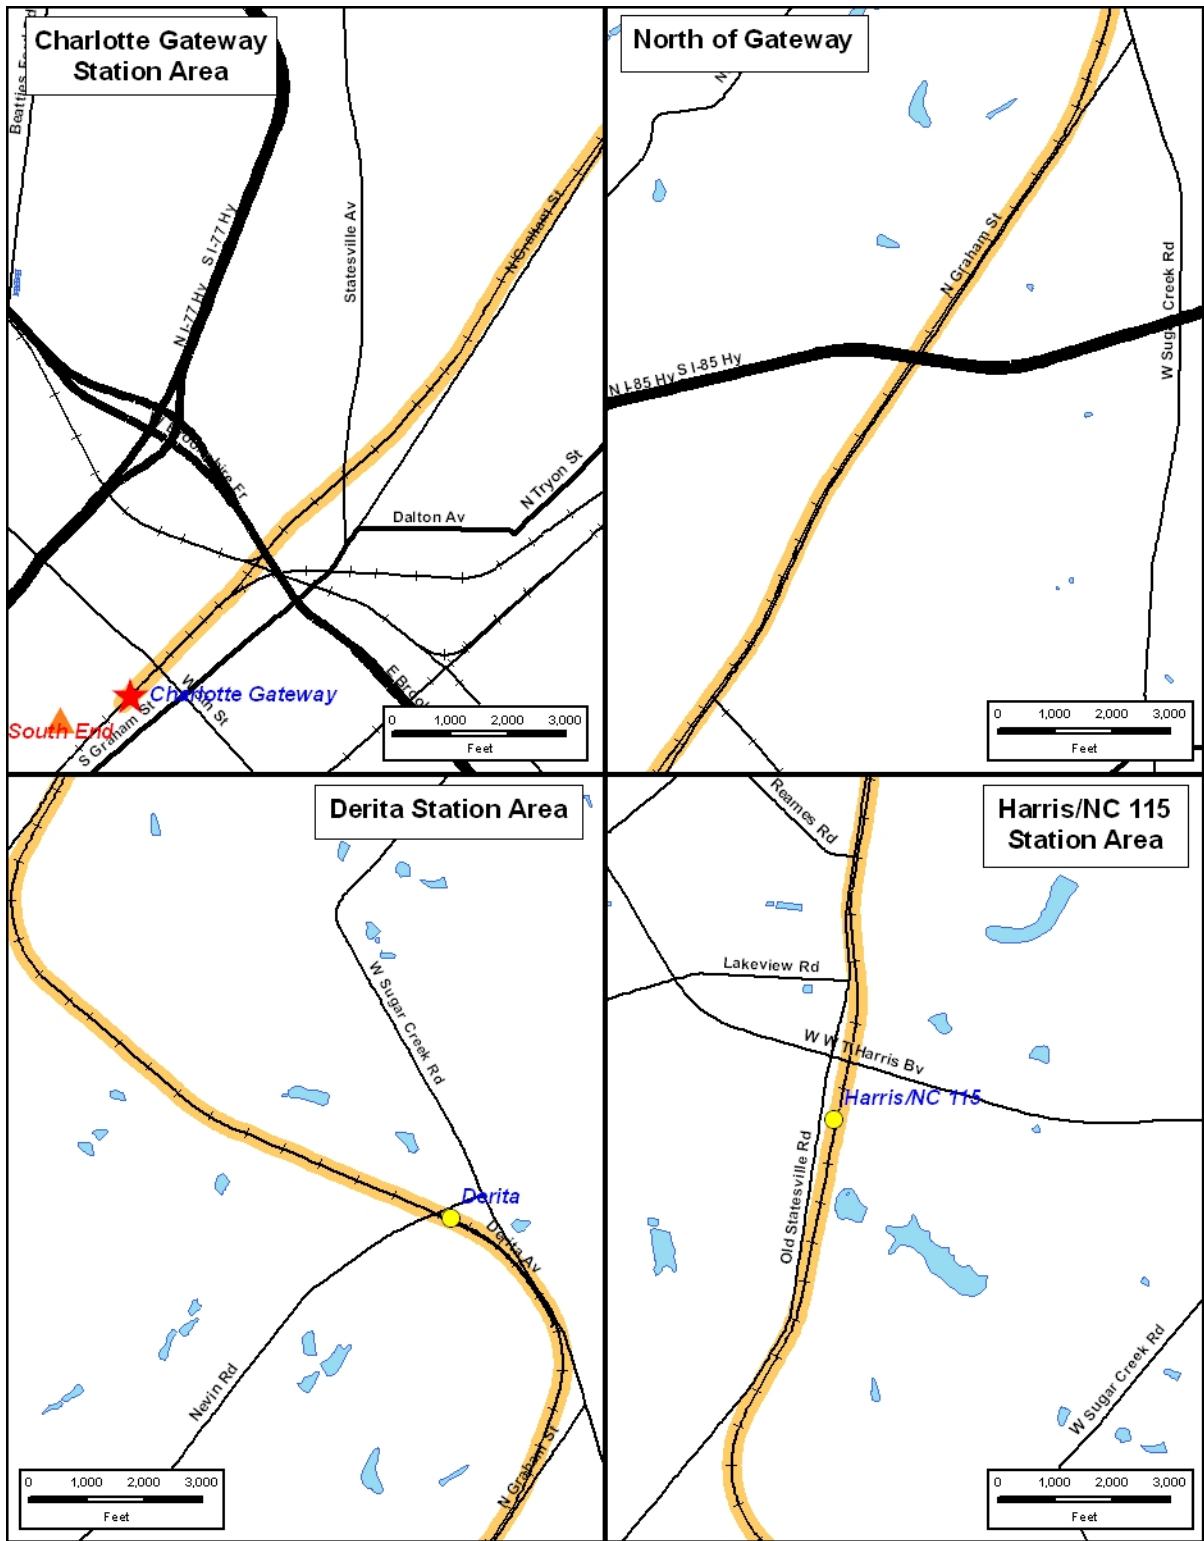 Charlotte Gateway
Station Area
Beatties Ford Rd
S I-77 Hy
N I-77 Hy
Statesville Av
N Graham St
Dalton Av
N Tryon St
Charlotte Gateway
South End
S Graham St
0 1,000 2,000 3,000
Feet
North of Gateway
N Graham St
W Sugar Creek Rd
N I-85 Hy
S I-85 Hy
0 1,000 2,000 3,000
Feet
Derita Station Area
W Sugar Creek Rd
Derita
Derita Av
Nevin Rd
N Graham St
0 1,000 2,000 3,000
Feet
Harris/NC 115
Station Area
Reames Rd
Lakeview Rd
W W T Harris Bv
Harris/NC 115
Old Statesville Rd
W Sugar Creek Rd
0 1,000 2,000 3,000
Feet